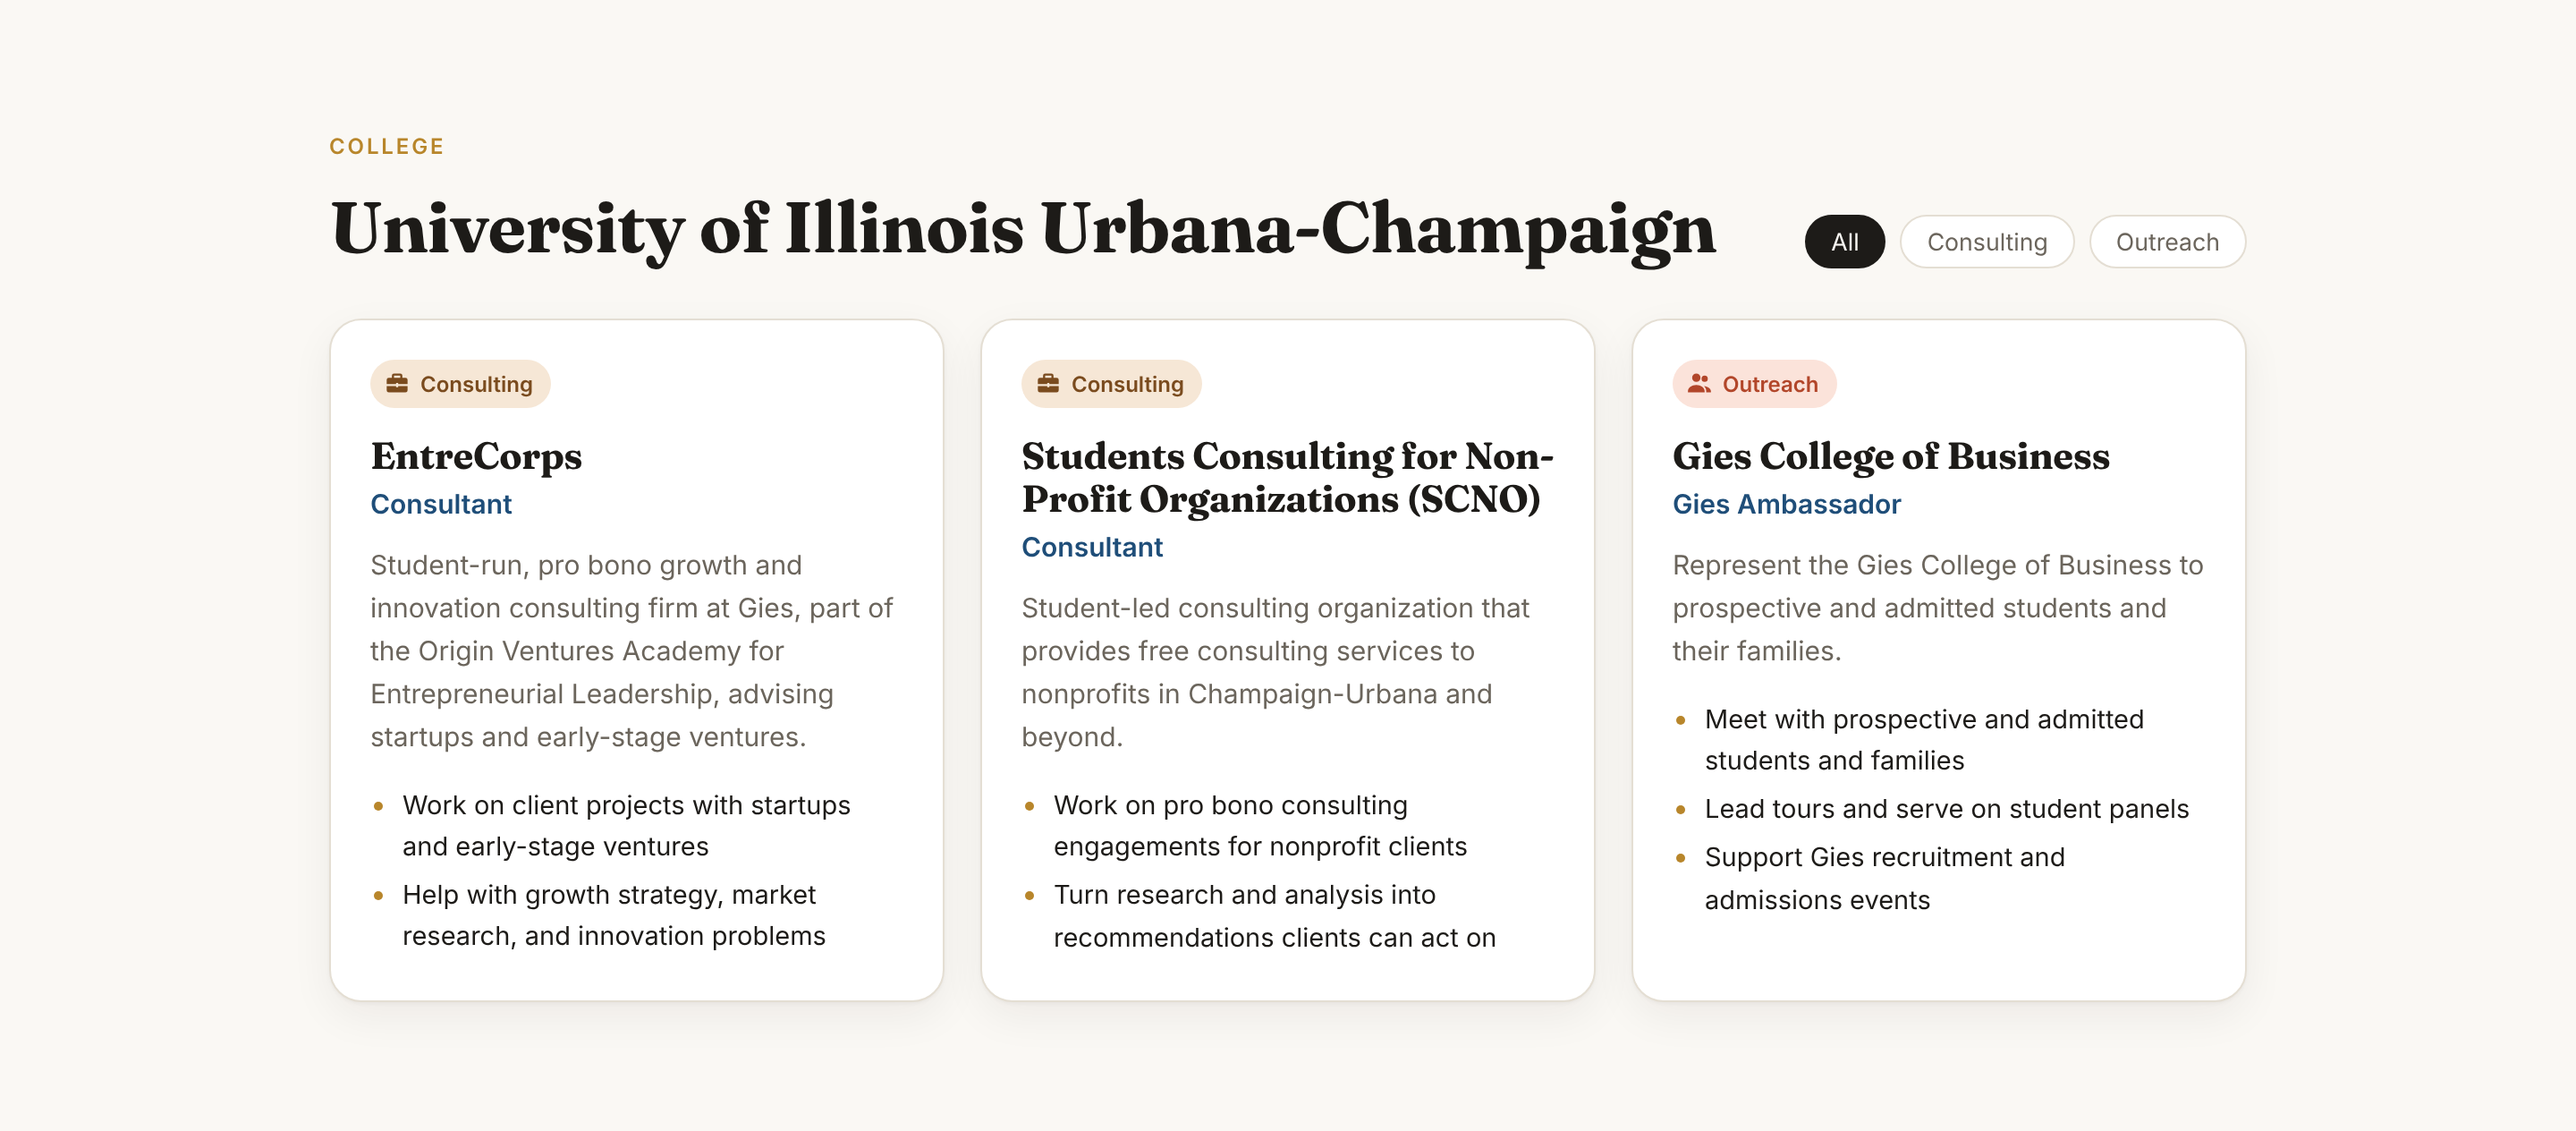 COLLEGE
University of Illinois Urbana-Champaign
All
Consulting
Outreach
Consulting
EntreCorps
Consultant
Student-run, pro bono growth and
innovation consulting firm at Gies, part of
the Origin Ventures Academy for
Entrepreneurial Leadership, advising
startups and early-stage ventures.
• Work on client projects with startups
and early-stage ventures
• Help with growth strategy, market
research, and innovation problems
Consulting
Students Consulting for Non-
Profit Organizations (SCNO)
Consultant
Student-led consulting organization that
provides free consulting services to
nonprofits in Champaign-Urbana and
beyond.
• Work on pro bono consulting
engagements for nonprofit clients
• Turn research and analysis into
recommendations clients can act on
Outreach
Gies College of Business
Gies Ambassador
Represent the Gies College of Business to
prospective and admitted students and
their families.
• Meet with prospective and admitted
students and families
• Lead tours and serve on student panels
• Support Gies recruitment and
admissions events